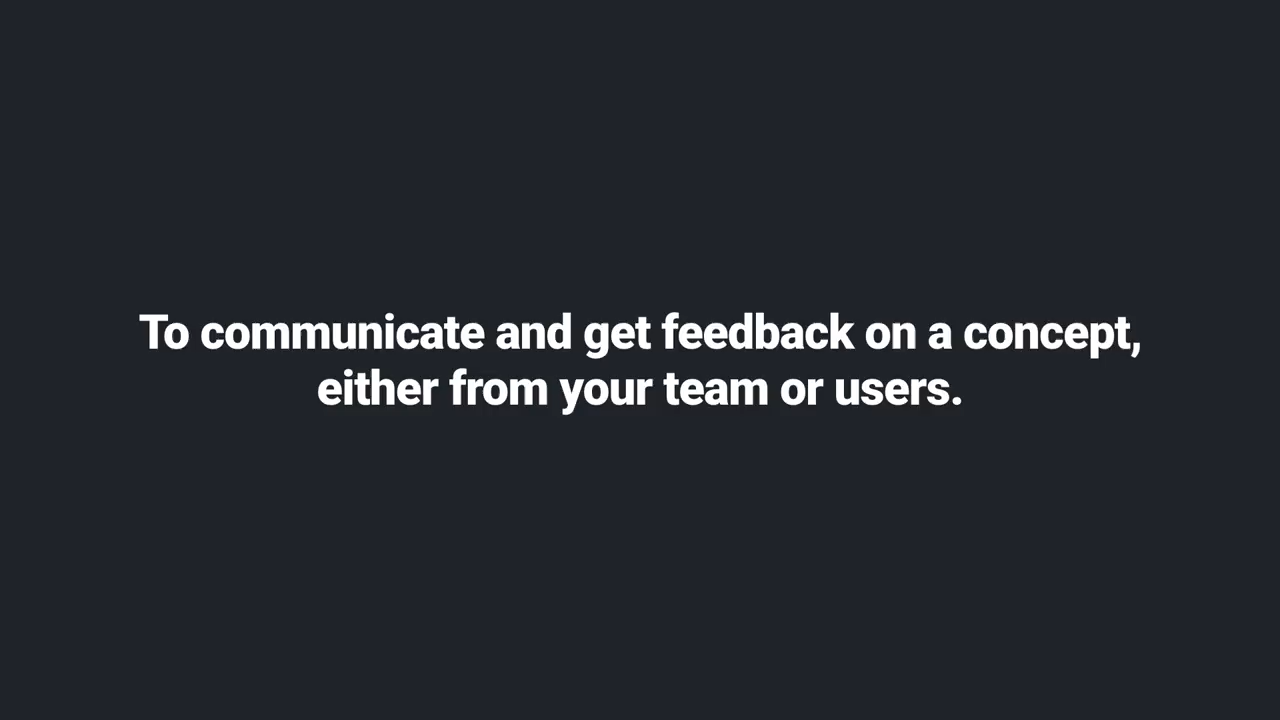 To communicate and get feedback on a concept,
either from your team or users.